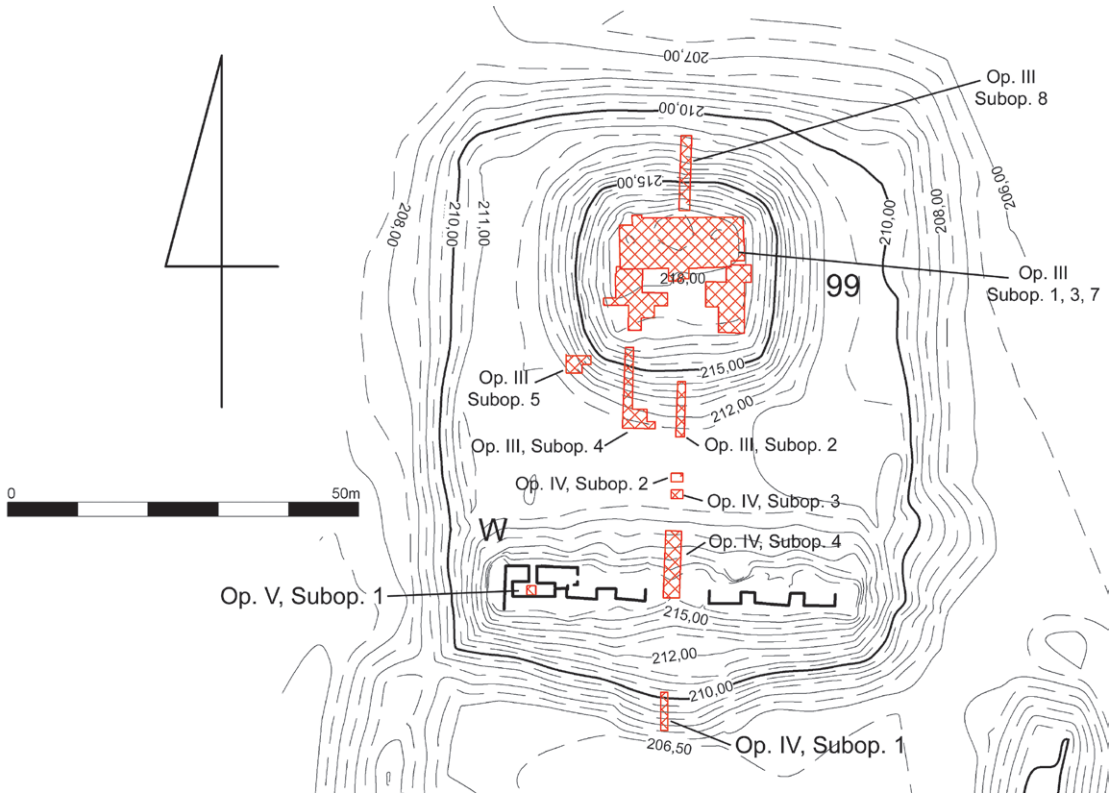 207,00
Op. III
Subop. 8
210,00
206,00
215,00
208,00
210,00
211,00
210,00
208,00
218,00
99
Op. III
Subop. 1, 3, 7
215,00
Op. III
Subop. 5
212,00
Op. III, Subop. 4
Op. III, Subop. 2
0
50m
Op. IV, Subop. 2
Op. IV, Subop. 3
W
Op. IV, Subop. 4
Op. V, Subop. 1
215,00
212,00
210,00
206,50
Op. IV, Subop. 1